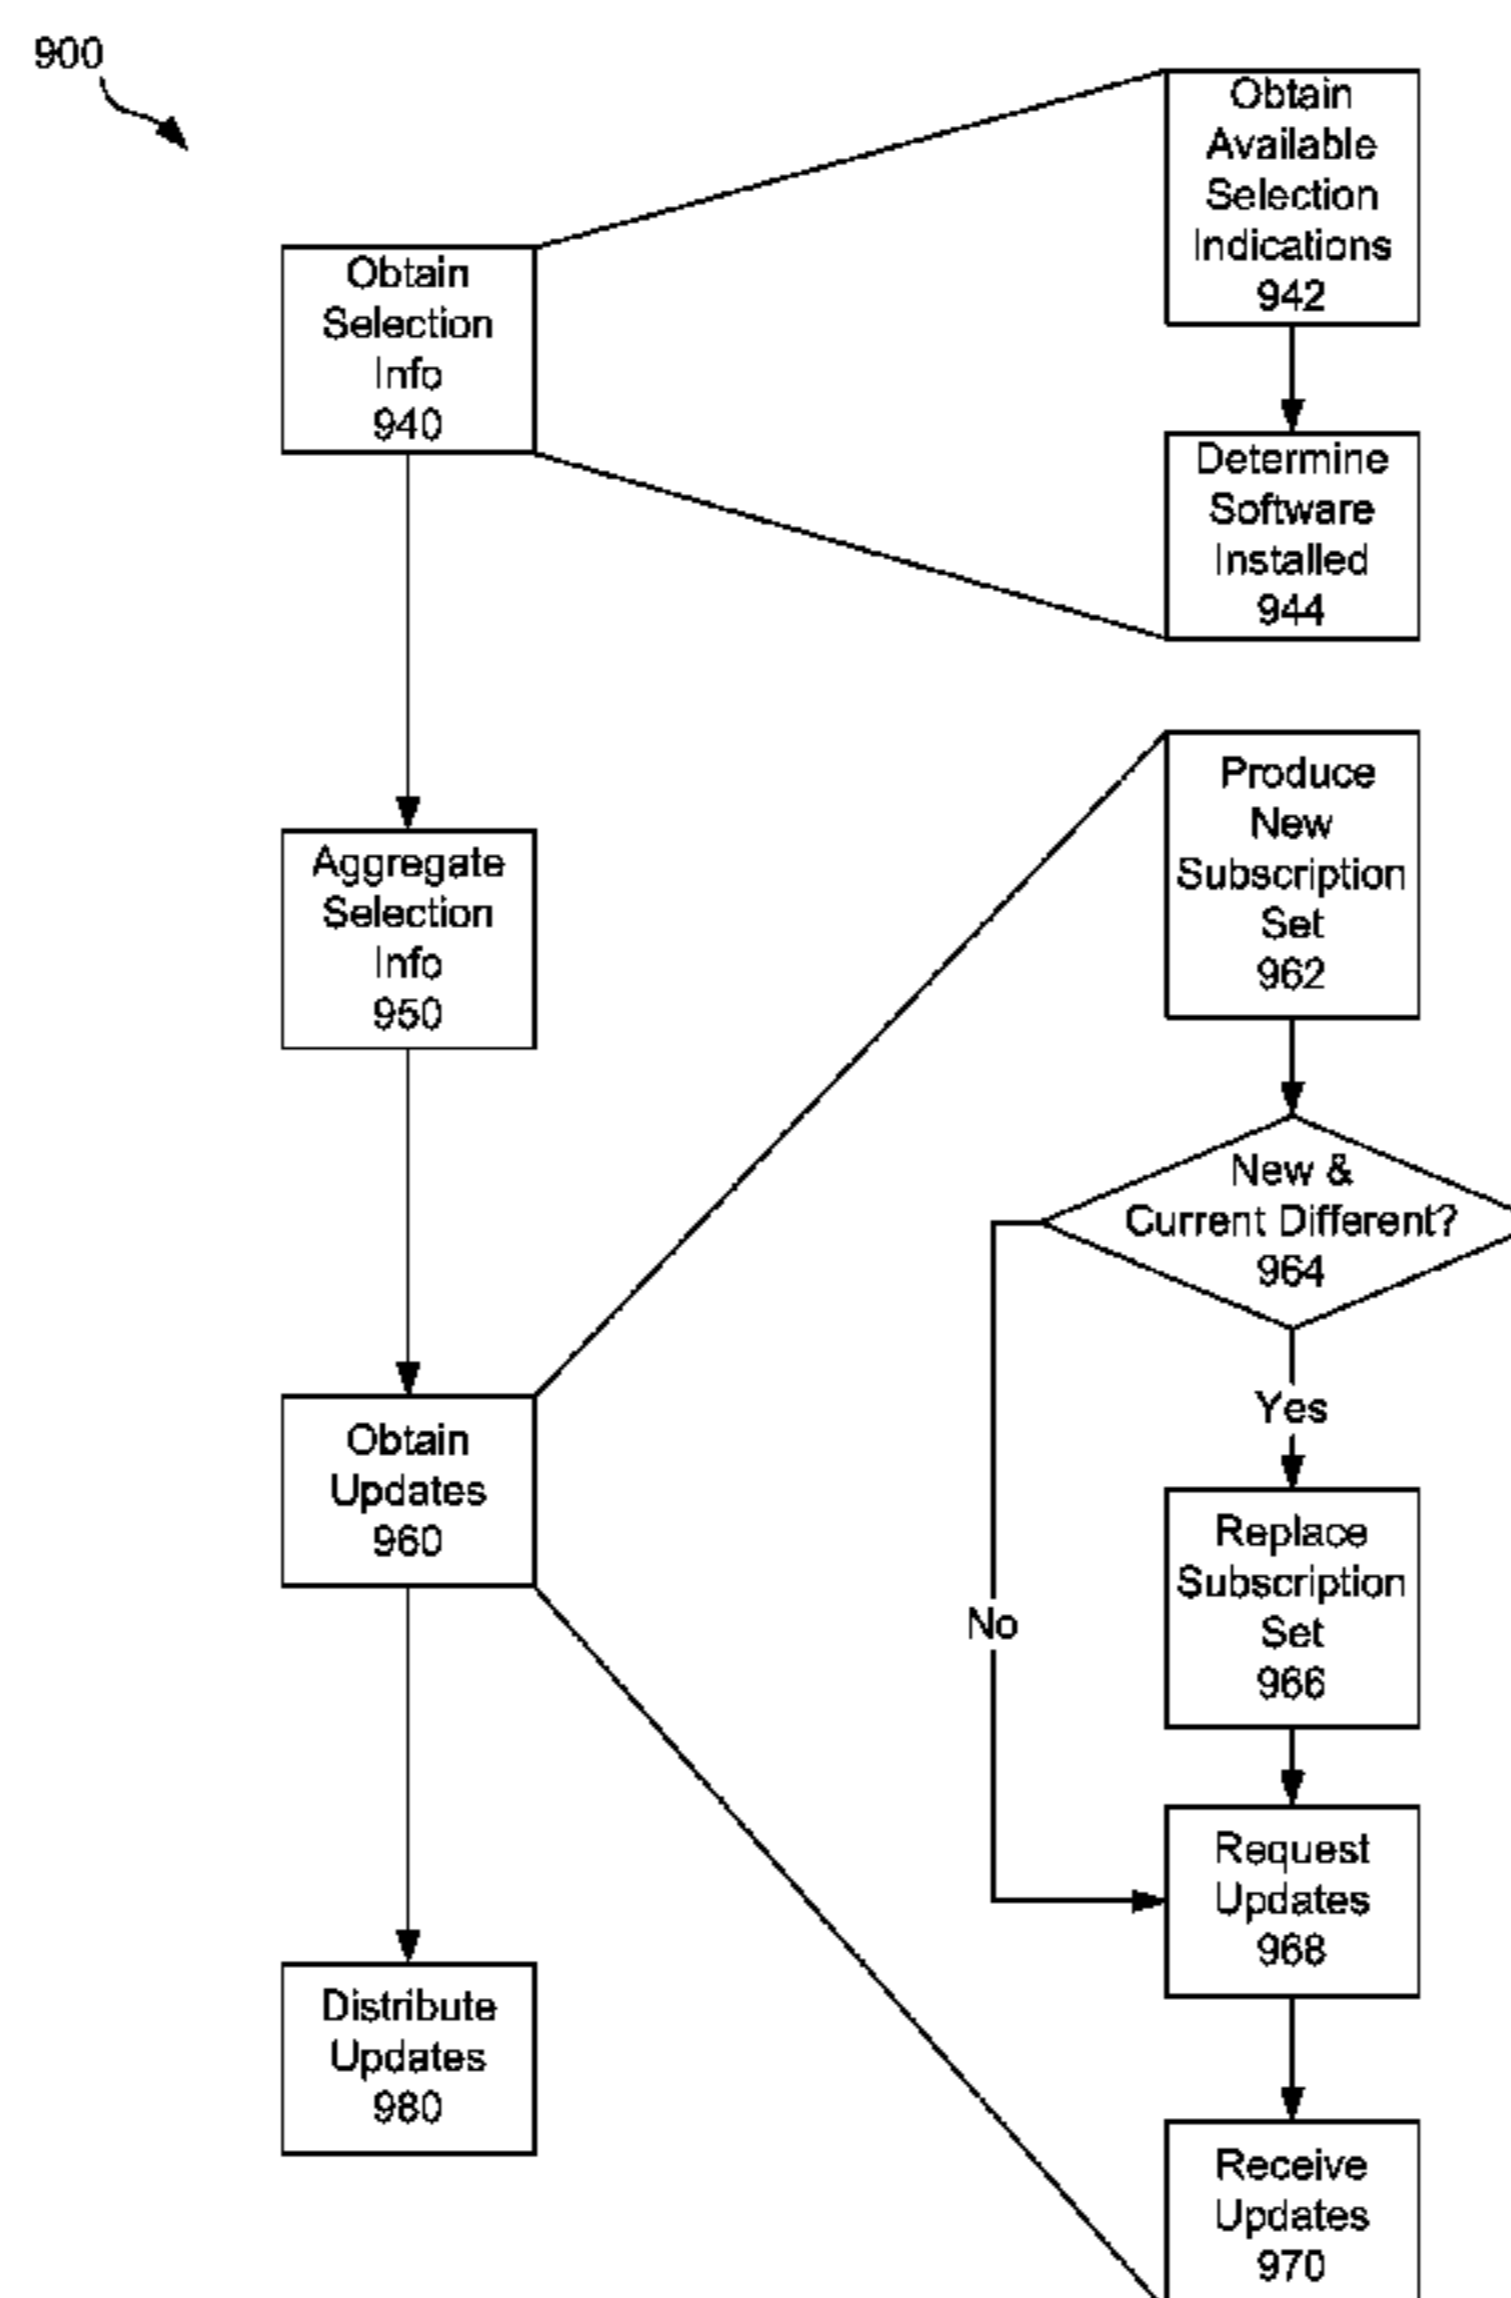 900
Obtain
Selection
Info
940
Aggregate
Selection
Info
950
Obtain
Updates
960
Distribute
Updates
980
Obtain
Available
Selection
Indications
942
Determine
Software
Installed
944
Produce
New
Subscription
Set
962
New &
Current Different?
964
Yes
No
Replace
Subscription
Set
966
Request
Updates
968
Receive
Updates
970